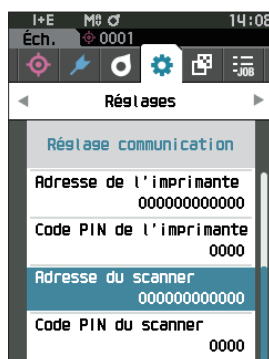 I+E M 14:08
Éch. 0001
JOB
Réglages
Réglage communication
Adresse de l'imprimante
000000000000
Code PIN de l'imprimante
0000
Adresse du scanner
000000000000
Code PIN du scanner
0000